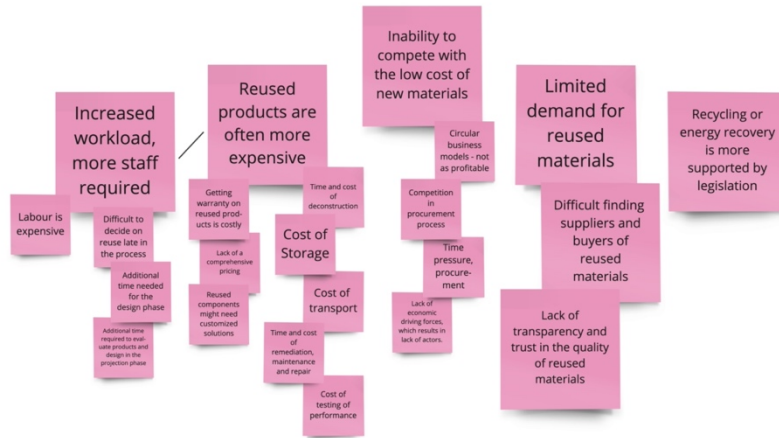 Increased
workload,
more staff
required
Labour is
expensive
Difficult to
decide on
reuse late in
the process
Additional
time needed
for the
design phase
Additional time
required to eval-
uate products and
design in the
projection phase
Reused
products are
often more
expensive
Getting
warranty on
reused prod-
ucts is costly
Lack of a
comprehensive
pricing
Reused
components
might need
customized
solutions
Time and cost
of
deconstruction
Cost of
Storage
Cost of
transport
Time and cost
of
remediation,
maintenance
and repair
Cost of
testing of
performance
Inability to
compete with
the low cost of
new materials
Circular
business
models - not
as profitable
Competition
in
procurement
process
Time
pressure,
procure-
ment
Lack of
economic
driving forces,
which results in
lack of actors.
Limited
demand for
reused
materials
Difficult finding
suppliers and
buyers of
reused
materials
Lack of
transparency and
trust in the quality
of reused
materials
Recycling or
energy recovery
is more
supported by
legislation